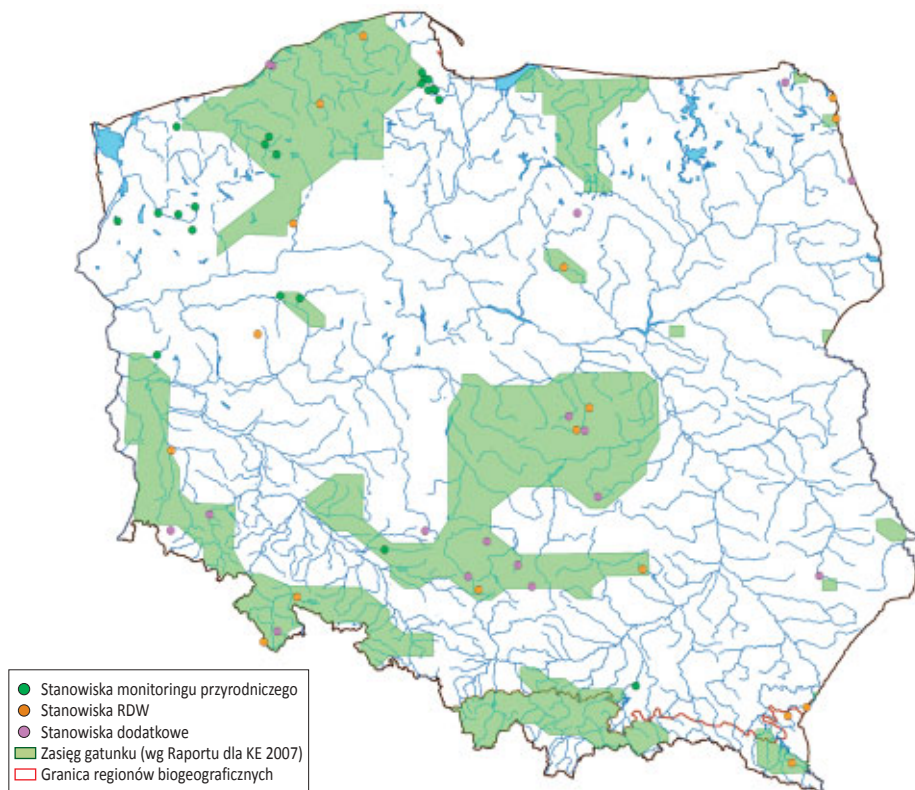 Stanowiska monitoringu przyrodniczego
Stanowiska RDW
Stanowiska dodatkowe
Zasięg gatunku (wg Raportu dla KE 2007)
Granica regionów biogeograficznych